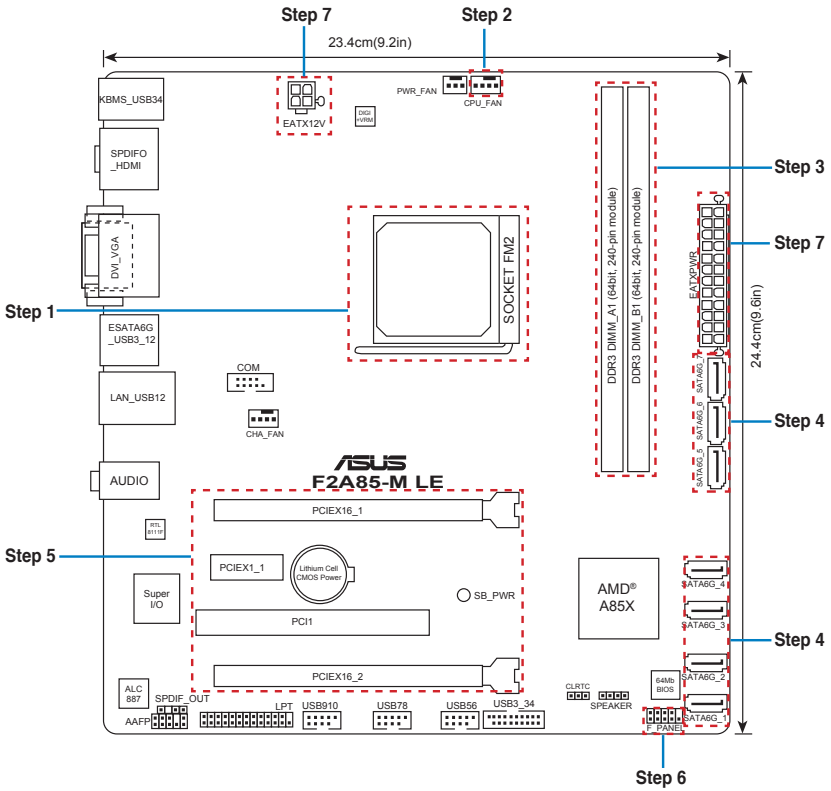 Step 7
Step 2
23.4cm(9.2in)
KBMS_USB34
EATX12V
DIGI
+VRM
PWR_FAN
CPU_FAN
SPDIFO
_HDMI
Step 3
DVI_VGA
SOCKET FM2
DDR3 DIMM_A1 (64bit, 240-pin module)
DDR3 DIMM_B1 (64bit, 240-pin module)
EATXPWR
Step 7
24.4cm(9.6in)
Step 1
ESATA6G
_USB3_12
COM
SATA6G_7
LAN_USB12
CHA_FAN
SATA6G_6
Step 4
SATA6G_5
AUDIO
ASUS
F2A85-M LE
PCIEX16_1
RTL
8111F
Step 5
PCIEX1_1
Lithium Cell
CMOS Power
Super
I/O
SB_PWR
AMD®
A85X
SATA6G_4
SATA6G_3
PCI1
Step 4
PCIEX16_2
SATA6G_2
ALC
887
64Mb
BIOS
SPDIF_OUT
AAFP
LPT
USB910
USB78
USB56
USB3_34
CLRTC
SPEAKER
F_PANEL
SATA6G_1
Step 6